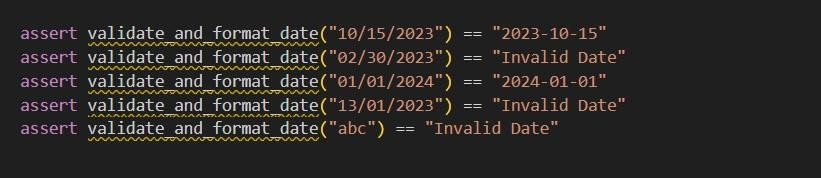 assert validate_and_format_date("10/15/2023") == "2023-10-15"
assert validate_and_format_date("02/30/2023") == "Invalid Date"
assert validate_and_format_date("01/01/2024") == "2024-01-01"
assert validate_and_format_date("13/01/2023") == "Invalid Date"
assert validate_and_format_date("abc") == "Invalid Date"